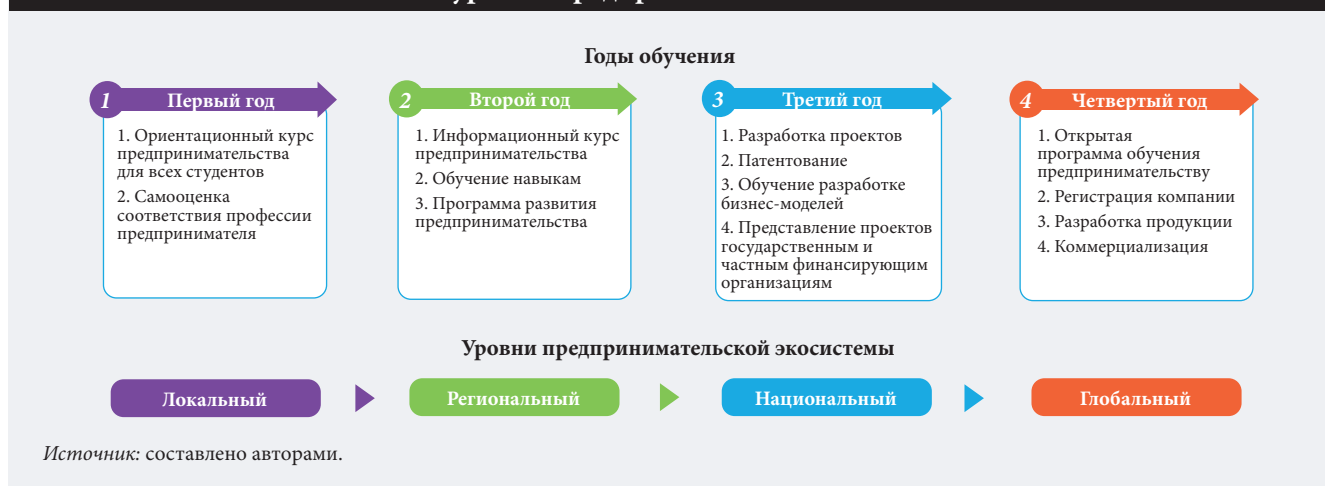 Годы обучения
1
Первый год
1. Ориентационный курс
предпринимательства
для всех студентов
2. Самооценка
соответствия профессии
предпринимателя
2
Второй год
1. Информационный курс
предпринимательства
2. Обучение навыкам
3. Программа развития
предпринимательства
3
Третий год
1. Разработка проектов
2. Патентование
3. Обучение разработке
бизнес-моделей
4. Представление проектов
государственным и
частным финансирующим
организациям
4
Четвертый год
1. Открытая
программа обучения
предпринимательству
2. Регистрация компании
3. Разработка продукции
4. Коммерциализация
Уровни предпринимательской экосистемы
Локальный
Региональный
Национальный
Глобальный
Источник: составлено авторами.